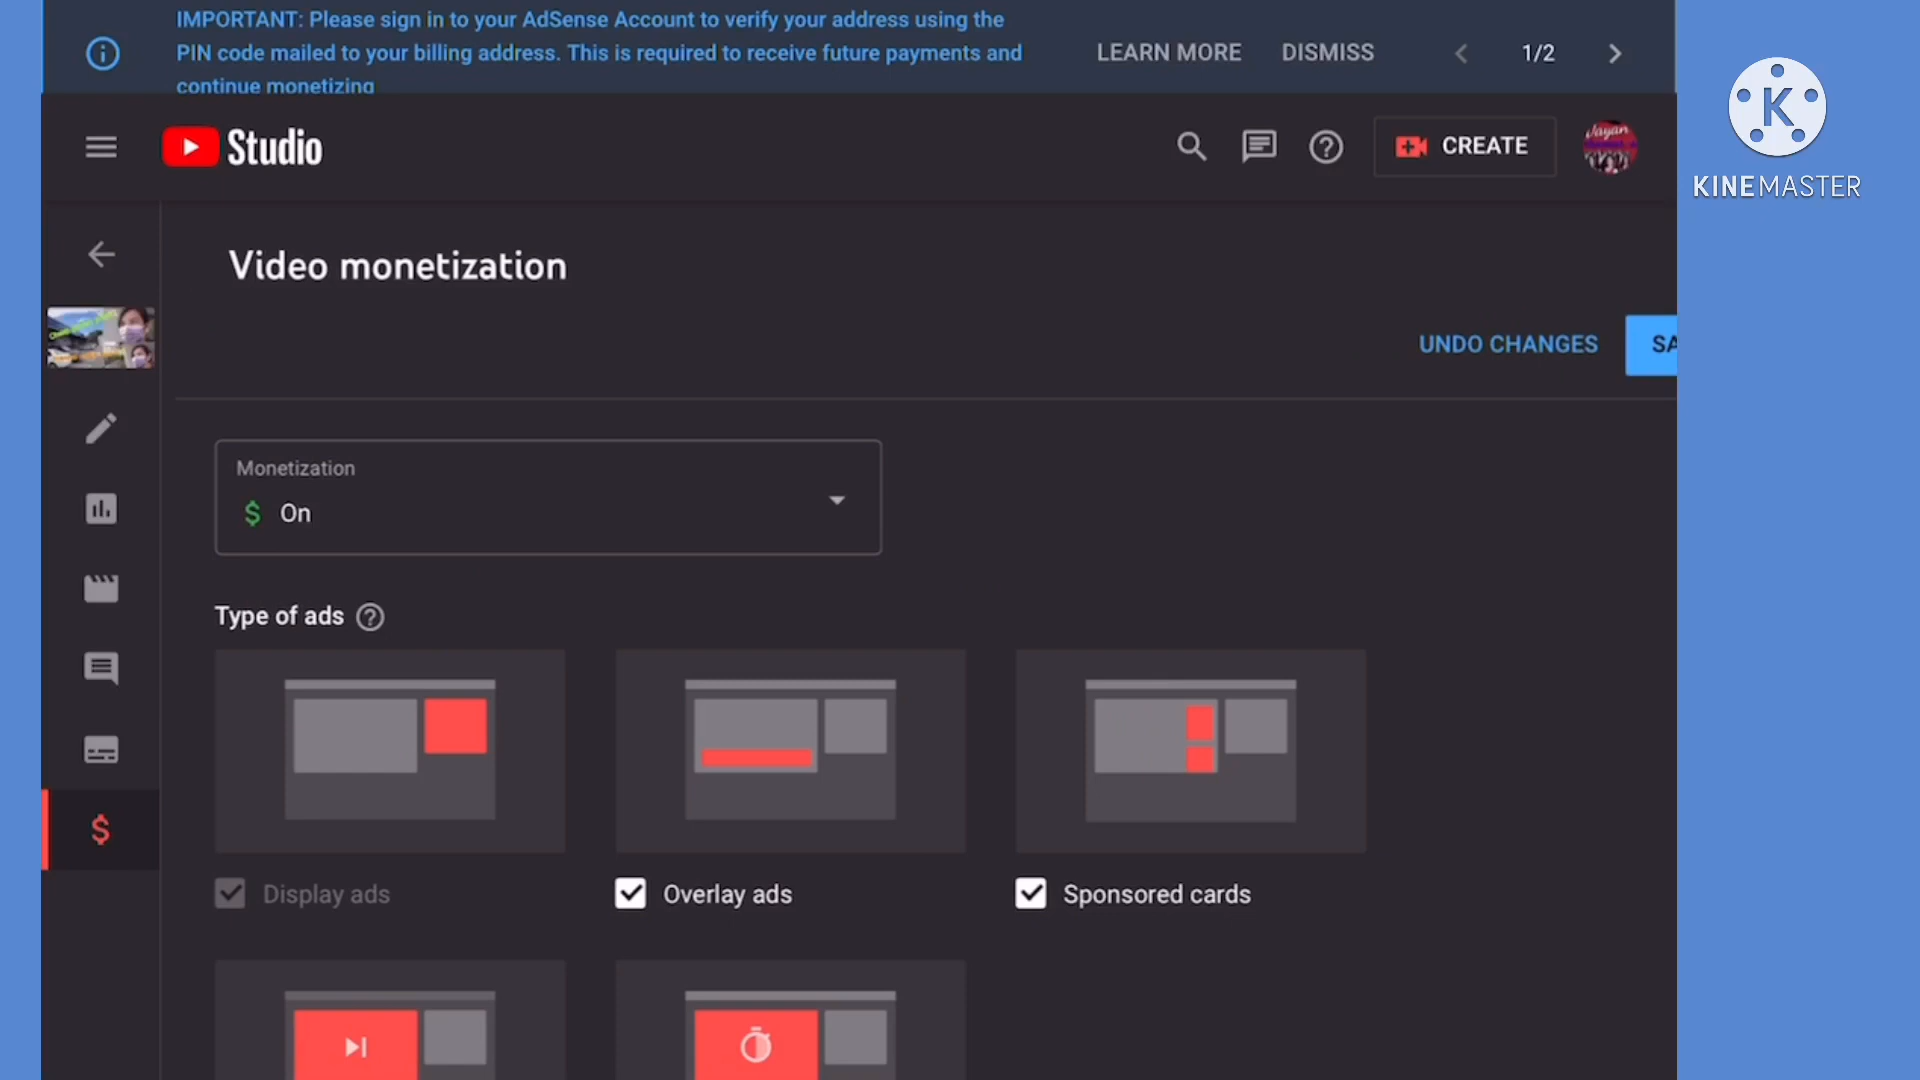 IMPORTANT: Please sign in to your AdSense Account to verify your address using the
PIN code mailed to your billing address. This is required to receive future payments and
continue monetizing
LEARN MORE
DISMISS
1/2
Studio
CREATE
Jayan
K
KINEMASTER
Video monetization
UNDO CHANGES
SA
Monetization
$ On
Type of ads ?
$
Display ads
Overlay ads
Sponsored cards